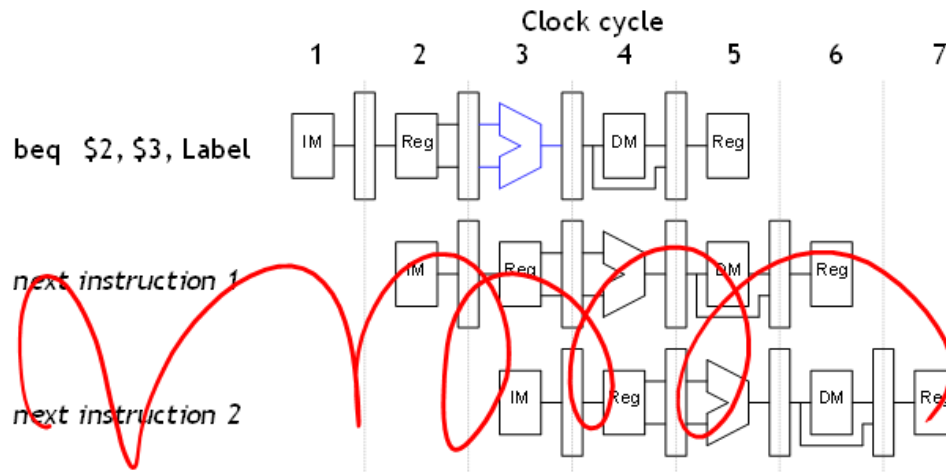 Clock cycle
1 2 3 4 5 6 7
beq $2, $3, Label IM Reg DM Reg
next instruction 1 IM Reg DM Reg
next instruction 2 IM Reg DM Reg